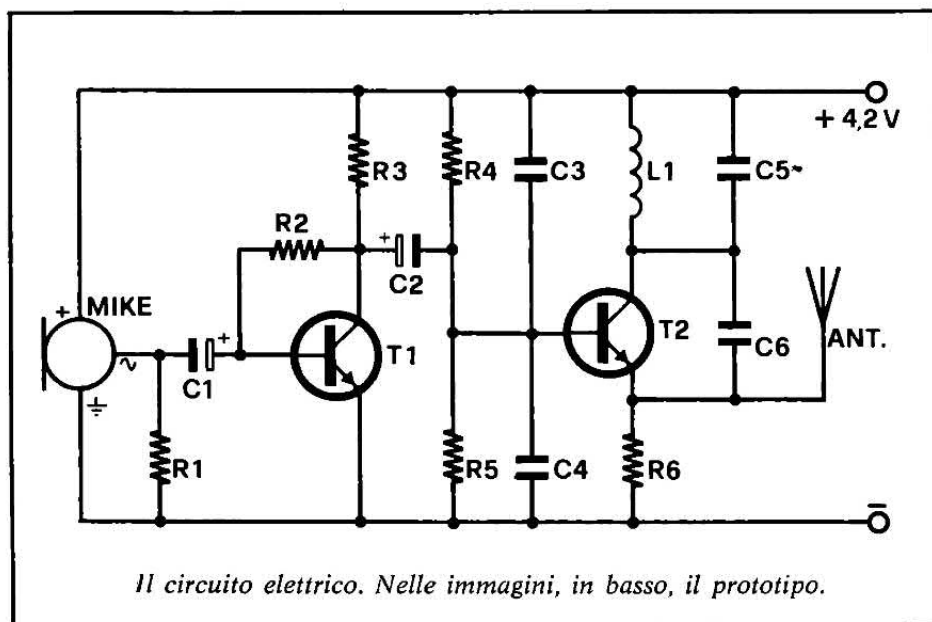 + 4,2 V
R3
R4
C3
L1
C5~
R2
+
C2
+
MIKE
~
C1
+
T1
T2
C6
ANT.
R1
R5
C4
R6
–
Il circuito elettrico. Nelle immagini, in basso, il prototipo.